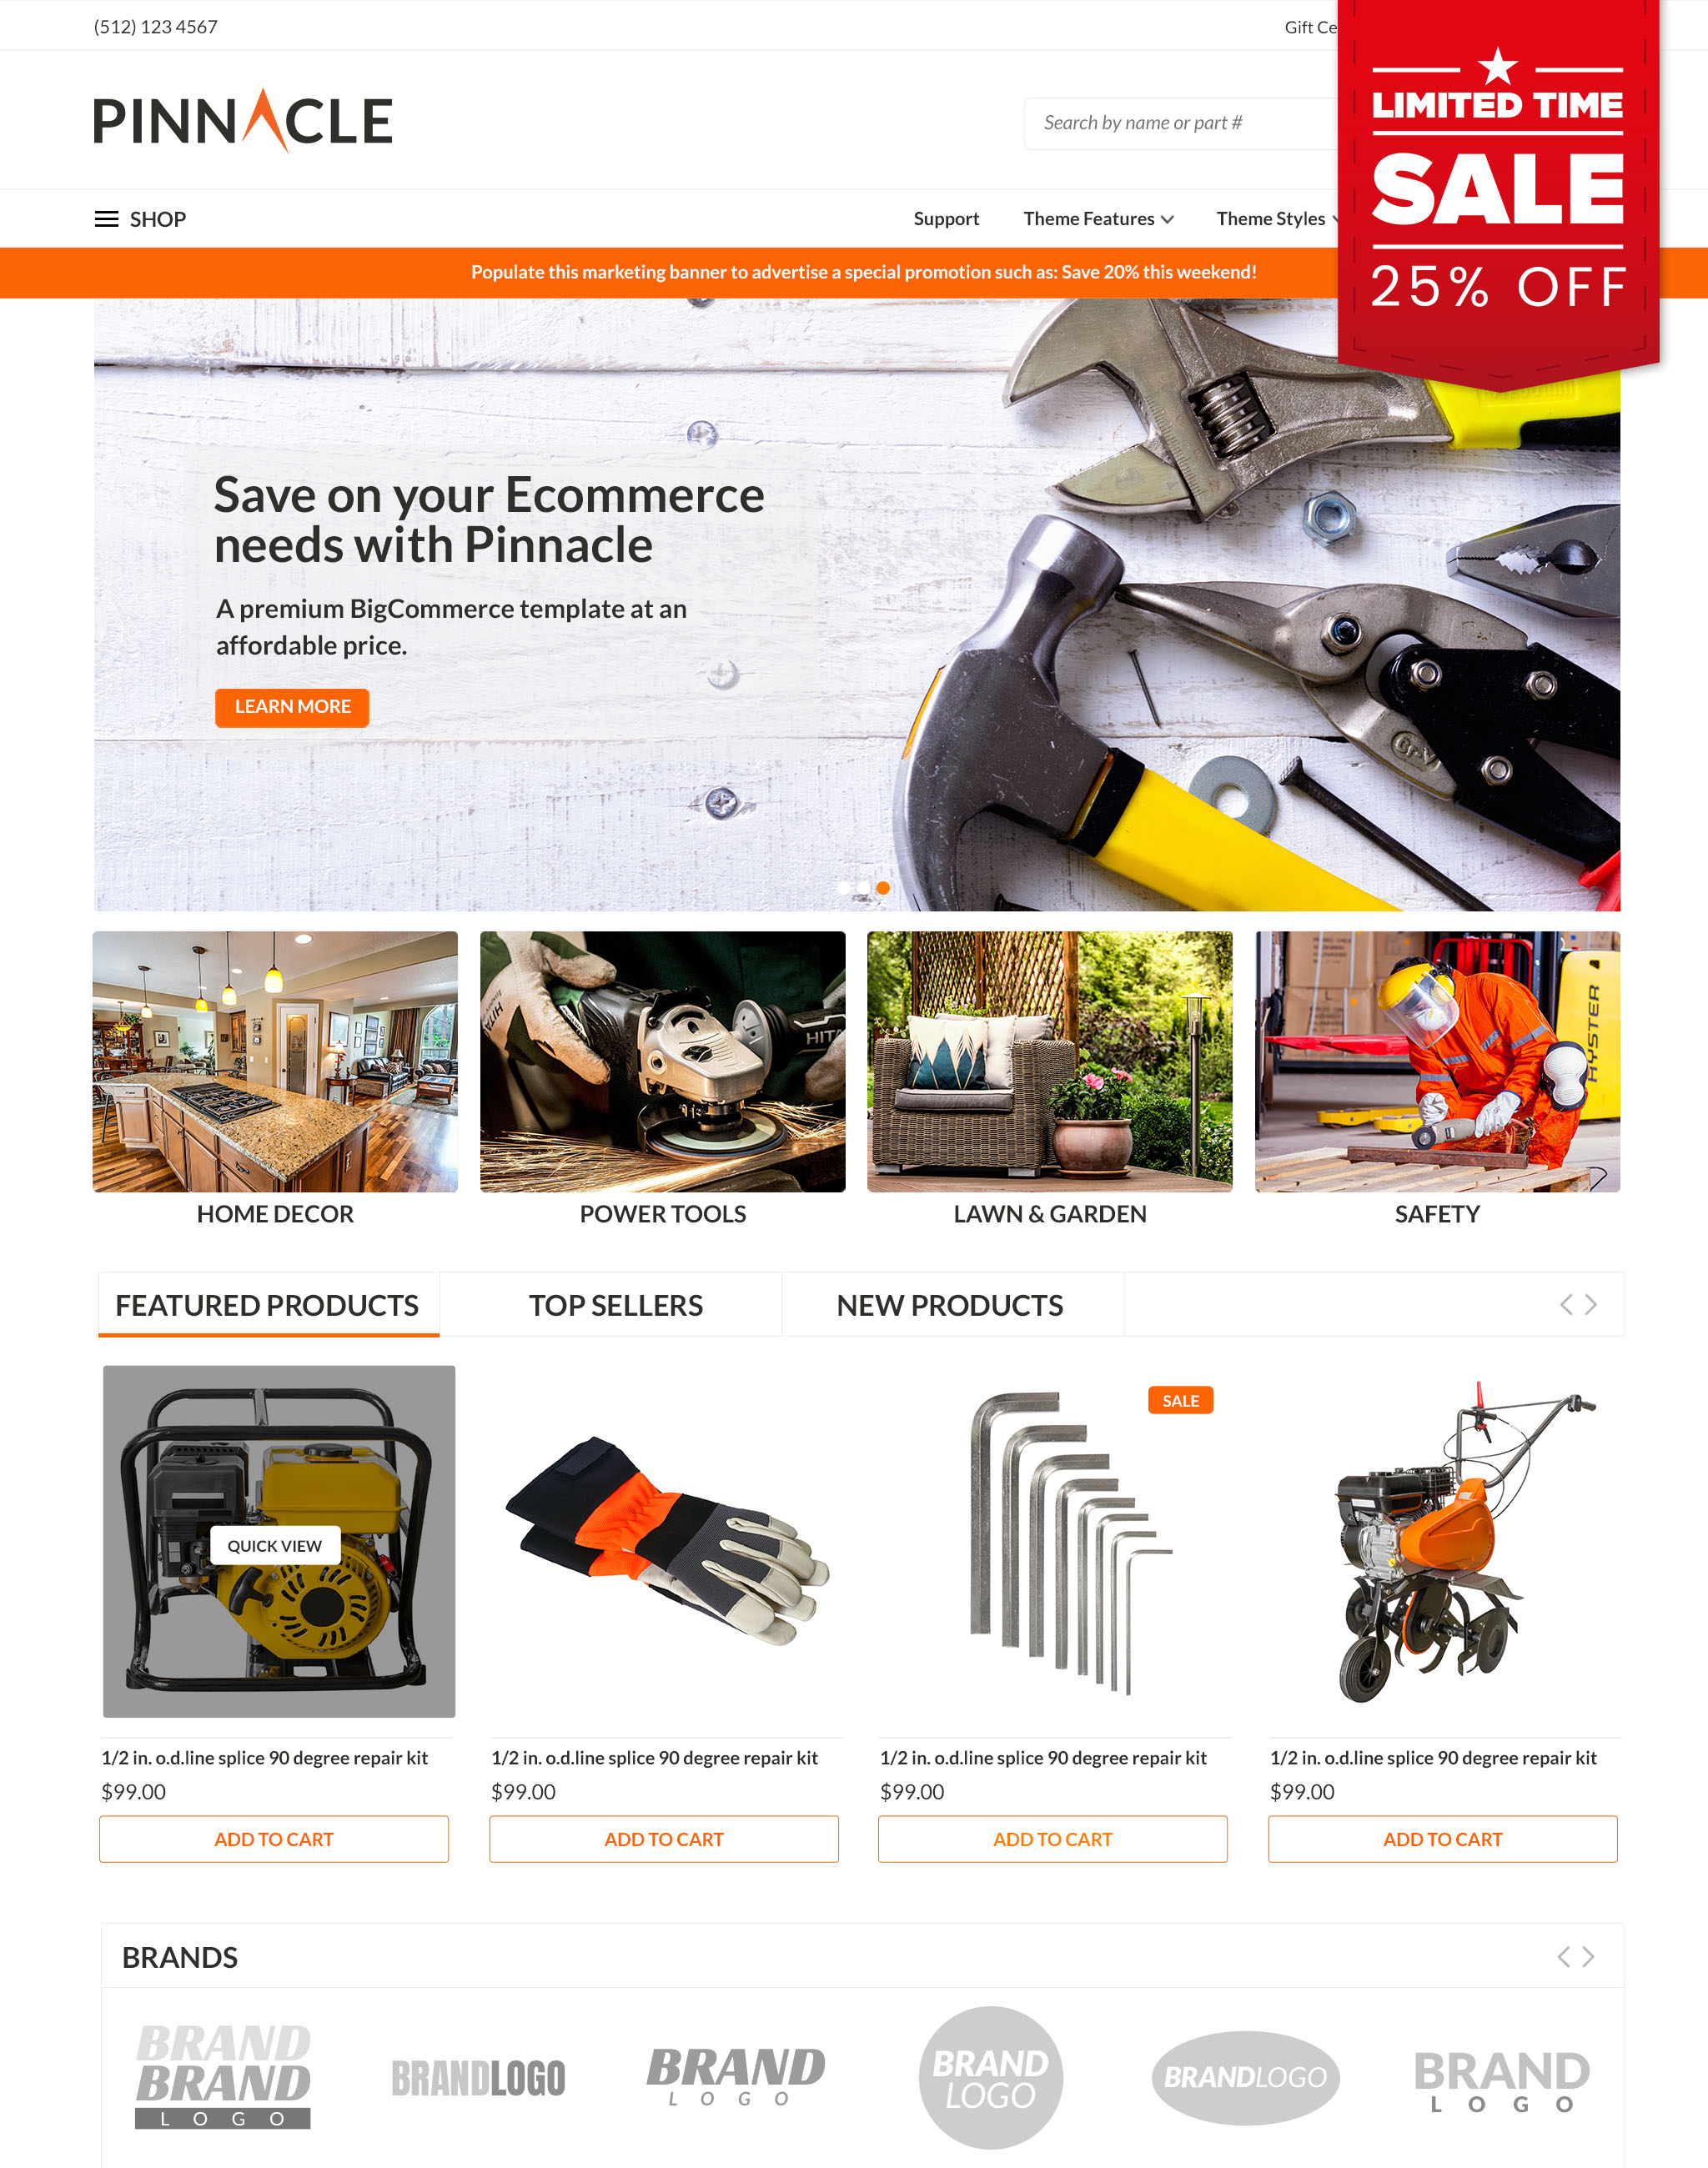 (512) 123 4567
Gift Ce
PINNACLE
Search by name or part #
LIMITED TIME
SALE
25% OFF
SHOP
Support
Theme Features
Theme Styles
Populate this marketing banner to advertise a special promotion such as: Save 20% this weekend!
Save on your Ecommerce
needs with Pinnacle
A premium BigCommerce template at an
affordable price.
LEARN MORE
Cr-V
HITA
HYSTER
HOME DECOR
POWER TOOLS
LAWN & GARDEN
SAFETY
FEATURED PRODUCTS
TOP SELLERS
NEW PRODUCTS
QUICK VIEW
SALE
1/2 in. o.d.line splice 90 degree repair kit
$99.00
ADD TO CART
1/2 in. o.d.line splice 90 degree repair kit
$99.00
ADD TO CART
1/2 in. o.d.line splice 90 degree repair kit
$99.00
ADD TO CART
1/2 in. o.d.line splice 90 degree repair kit
$99.00
ADD TO CART
BRANDS
BRAND
BRAND
LOGO
BRANDLOGO
BRAND
LOGO
BRAND
LOGO
BRANDLOGO
BRAND
LOGO